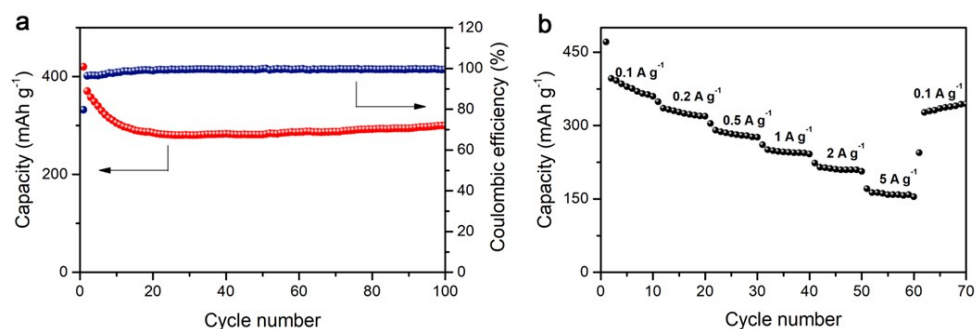 a
400
200
0
Capacity (mAh g-1)
0 20 40 60 80 100
Cycle number
120
100
80
60
40
20
0
Coulombic efficiency (%)
b
450
300
150
0
Capacity (mAh g-1)
0.1 A g-1
0.2 A g-1
0.5 A g-1
1 A g-1
2 A g-1
5 A g-1
0.1 A g-1
0 10 20 30 40 50 60 70
Cycle number